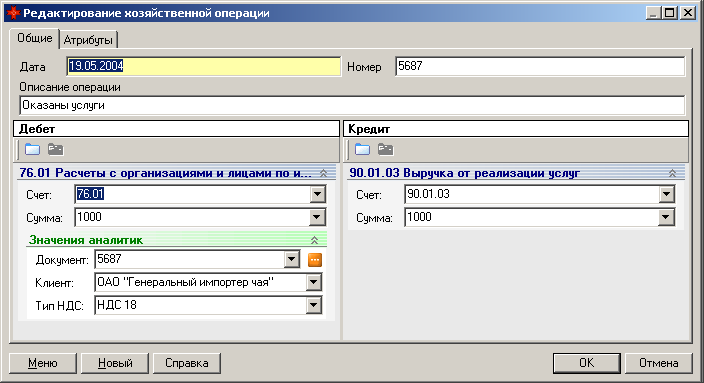 Редактирование хозяйственной операции
Общие Атрибуты
Дата 19.05.2004 Номер 5687
Описание операции
Оказаны услуги
Дебет Кредит
76.01 Расчеты с организациями и лицами по и... 90.01.03 Выручка от реализации услуг
Счет: 76.01 Счет: 90.01.03
Сумма: 1000 Сумма: 1000
Значения аналитик
Документ: 5687
Клиент: ОАО "Генеральный импортер чая"
Тип НДС: НДС 18
Меню Новый Справка OK Отмена